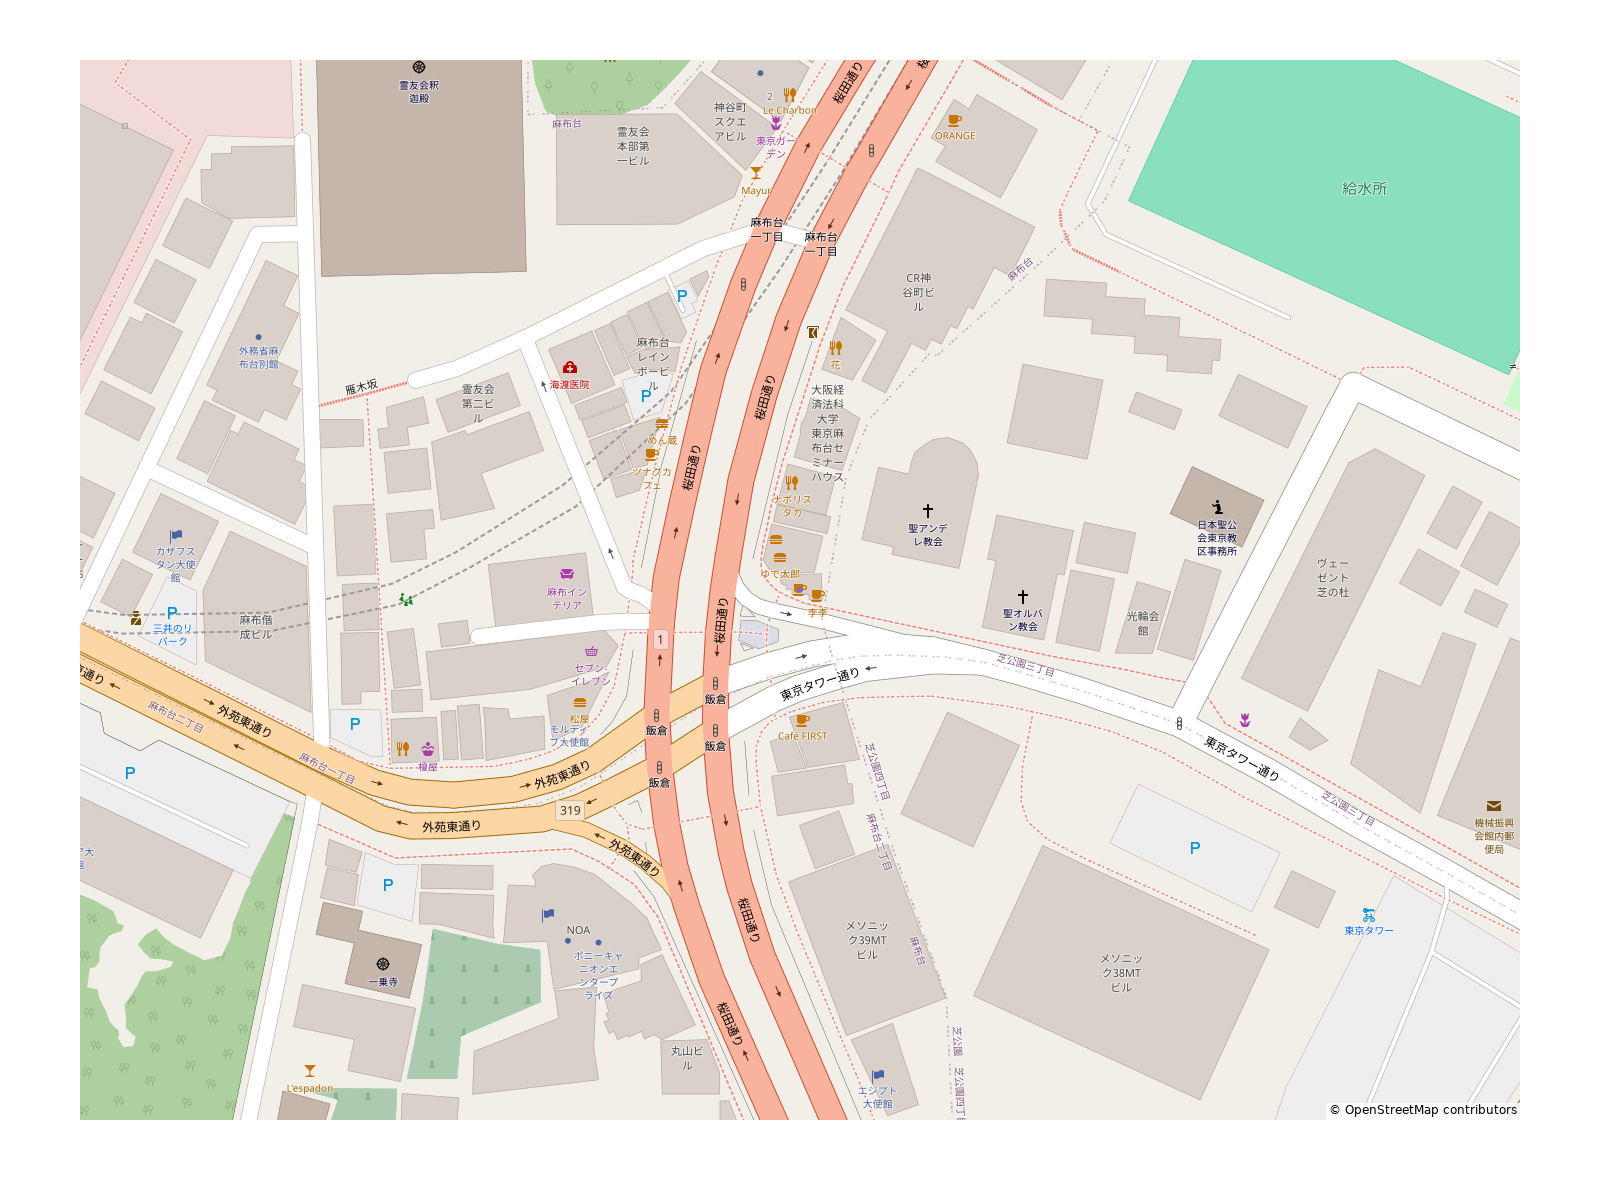 霊友会釈
迦殿
麻布台
霊友会
本部第
一ビル
神谷町
スクエ
アビル
2
Le Charbon
東京ガー
デン
Mayur
桜田通り
ORANGE
給水所
麻布台
一丁目
麻布台
一丁目
CR神
谷町ビ
ル
麻布台
外務省麻
布台別館
雁木坂
霊友会
第二ビ
ル
海渡医院
P
麻布台
レイン
ボービ
ル
P
花
大阪経
済法科
大学
東京麻
布台セ
ミナー
ハウス
桜田通り
桜田通り
めん蔵
ツナグカ
フェ
ナポリス
タカ
聖アンデ
レ教会
日本聖公
会東京教
区事務所
カザフス
タン大使
館
P
三井のリ
パーク
麻布偕
成ビル
麻布イン
テリア
ゆで太郎
李李
聖オルバ
ン教会
光輪会
館
ヴェー
ゼント
芝の杜
桜田通り
1
セブン-
イレブン
松屋
モルディ
ブ大使館
飯倉
飯倉
飯倉
飯倉
東京タワー通り
芝公園三丁目
外苑東通り
麻布台二丁目
麻布台一丁目
P
P
榎屋
外苑東通り
319
外苑東通り
外苑東通り
Cafe FIRST
芝公園四丁目
麻布台二丁目
東京タワー通り
芝公園三丁目
機械振興
会館内郵
便局
P
P
東京タワー
NOA
ポニーキャ
ニオンエ
ンタープ
ライズ
一乗寺
桜田通り
メソニッ
ク39MT
ビル
麻布台
メソニッ
ク38MT
ビル
桜田通り
丸山ビ
ル
L'espadon
エジプト
大使館
芝公園
芝公園四丁目
© OpenStreetMap contributors